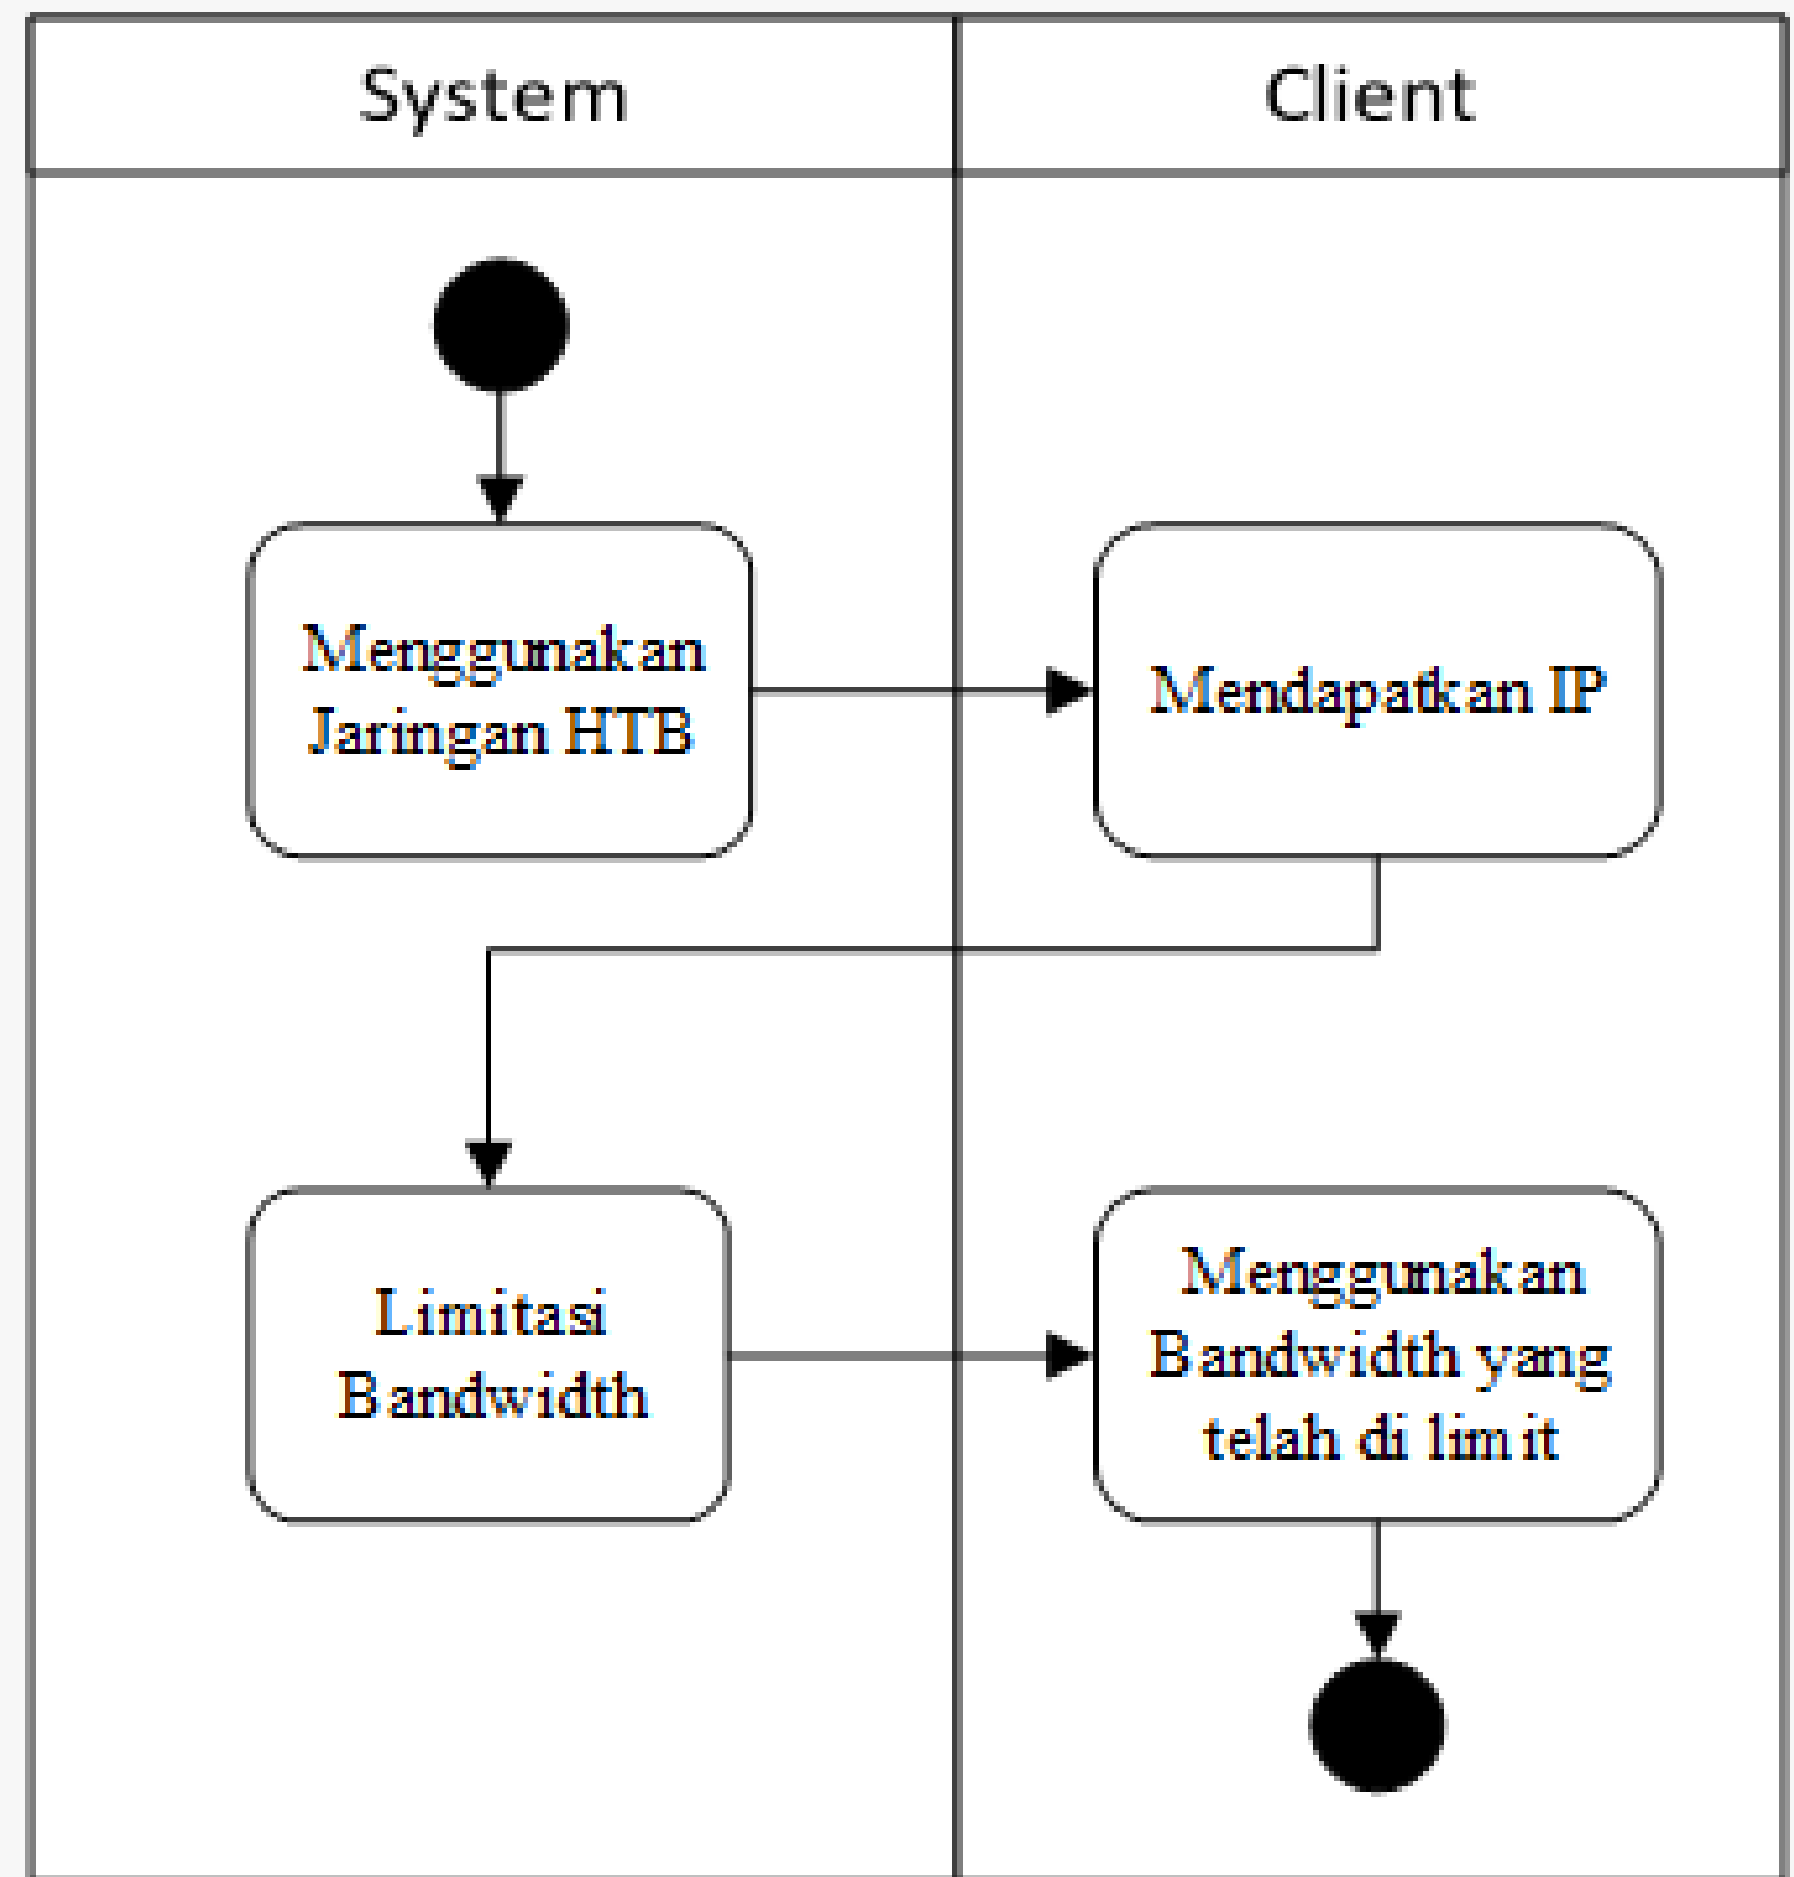 System
Client
Menggunakan
Jaringan HTB
Mendapatkan IP
Limitasi
Bandwidth
Menggunakan
Bandwidth yang
telah di limit